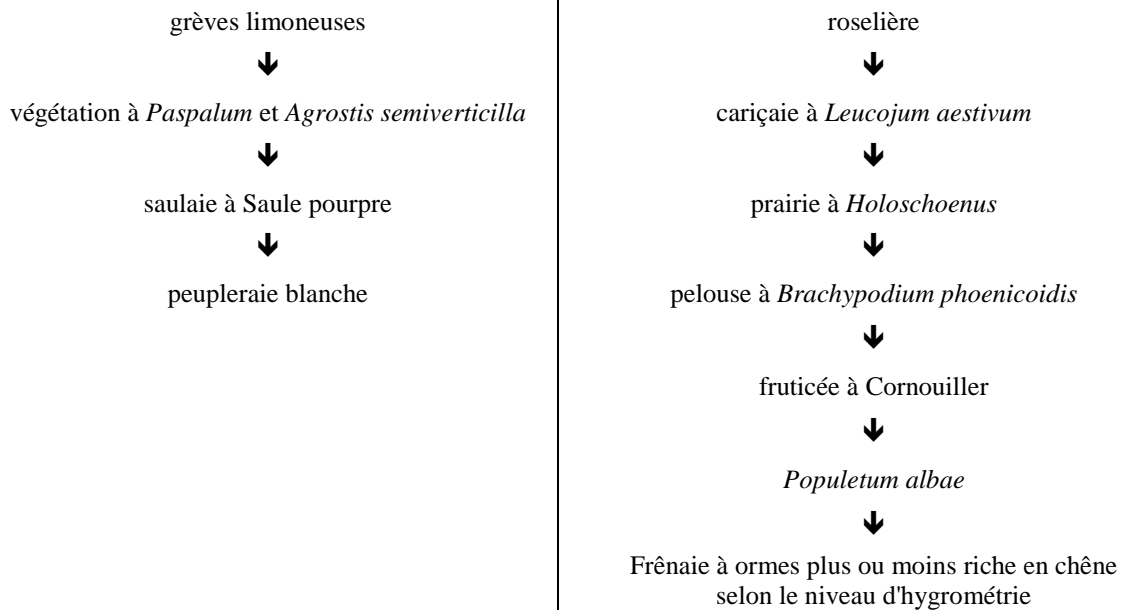 grèves limoneuses
végétation à Paspalum et Agrostis semiverticilla
saulaie à Saule pourpre
peupleraie blanche
roselière
cariçaie à Leucojum aestivum
prairie à Holoschoenus
pelouse à Brachypodium phoenicoidis
fruticée à Cornouiller
Populetum albae
Frênaie à ormes plus ou moins riche en chêne
selon le niveau d'hygrométrie